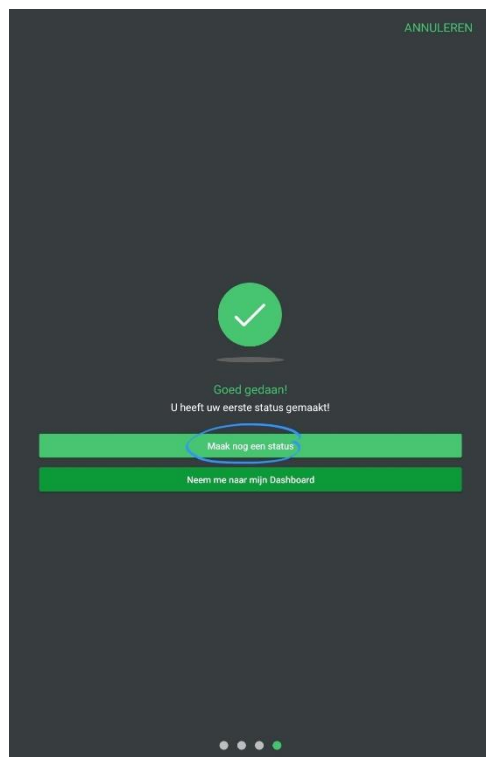 ANNULEREN
Goed gedaan!
U heeft uw eerste status gemaakt!
Maak nog een status
Neem me naar mijn Dashboard